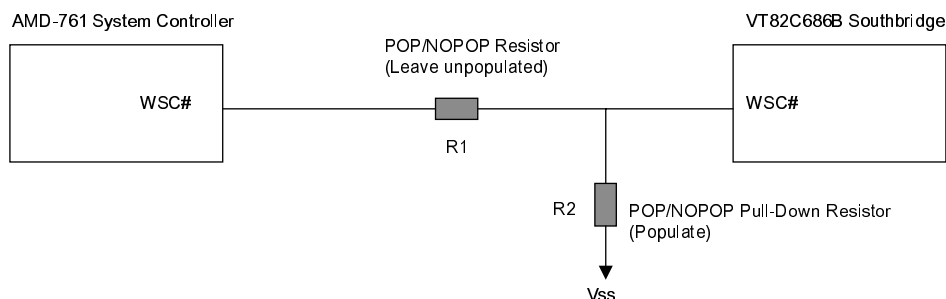 AMD-761 System Controller
VT82C686B Southbridge
POP/NOPOP Resistor
(Leave unpopulated)
WSC#
WSC#
R1
R2
POP/NOPOP Pull-Down Resistor
(Populate)
Vss